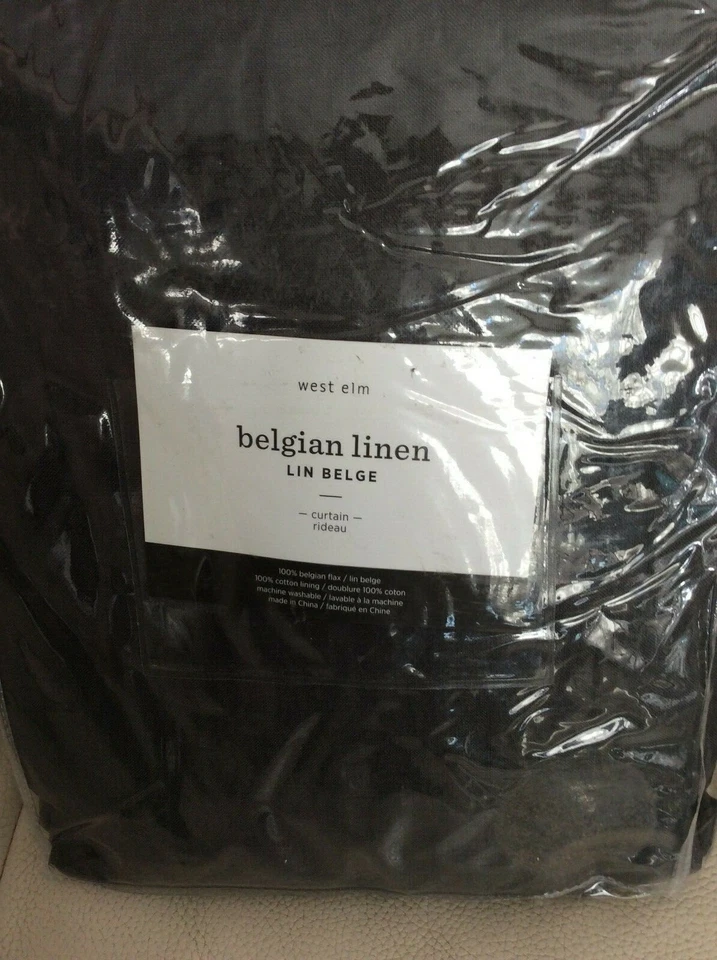 west elm
belgian linen
LIN BELGE
— curtain —
rideau
100% belgian flax / lin belge
100% cotton lining / doublure 100% coton
machine washable / lavable à la machine
made in China / fabriqué en Chine